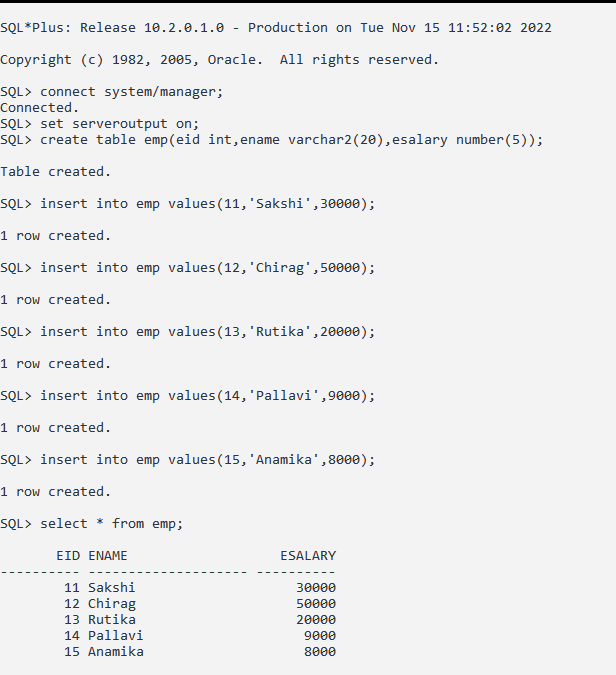 SQL*Plus: Release 10.2.0.1.0 - Production on Tue Nov 15 11:52:02 2022
Copyright (c) 1982, 2005, Oracle.  All rights reserved.
SQL> connect system/manager;
Connected.
SQL> set serveroutput on;
SQL> create table emp(eid int,ename varchar2(20),esalary number(5));
Table created.
SQL> insert into emp values(11,'Sakshi',30000);
1 row created.
SQL> insert into emp values(12,'Chirag',50000);
1 row created.
SQL> insert into emp values(13,'Rutika',20000);
1 row created.
SQL> insert into emp values(14,'Pallavi',9000);
1 row created.
SQL> insert into emp values(15,'Anamika',8000);
1 row created.
SQL> select * from emp;
       EID ENAME                   ESALARY
---------- -------------------- ----------
        11 Sakshi                    30000
        12 Chirag                    50000
        13 Rutika                    20000
        14 Pallavi                    9000
        15 Anamika                    8000